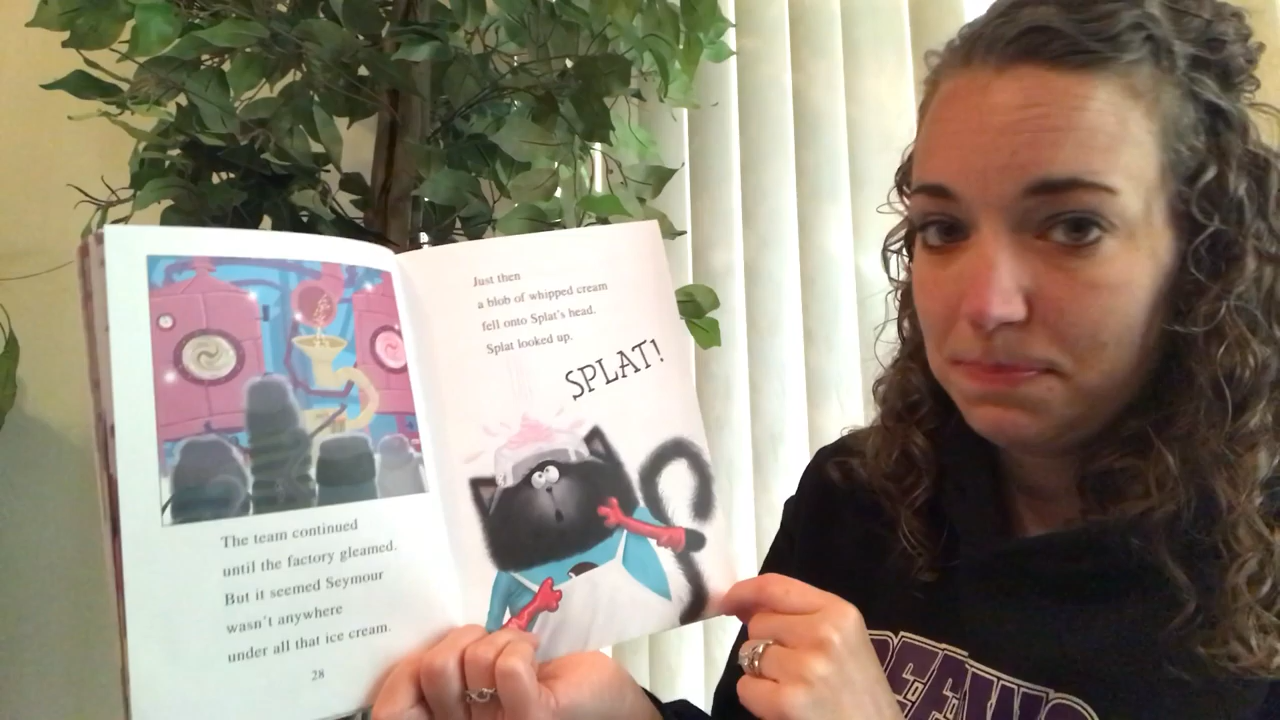 The team continued
until the factory gleamed.
But it seemed Seymour
wasn't anywhere
under all that ice cream.
28
Just then
a blob of whipped cream
fell onto Splat's head.
Splat looked up.
SPLAT!